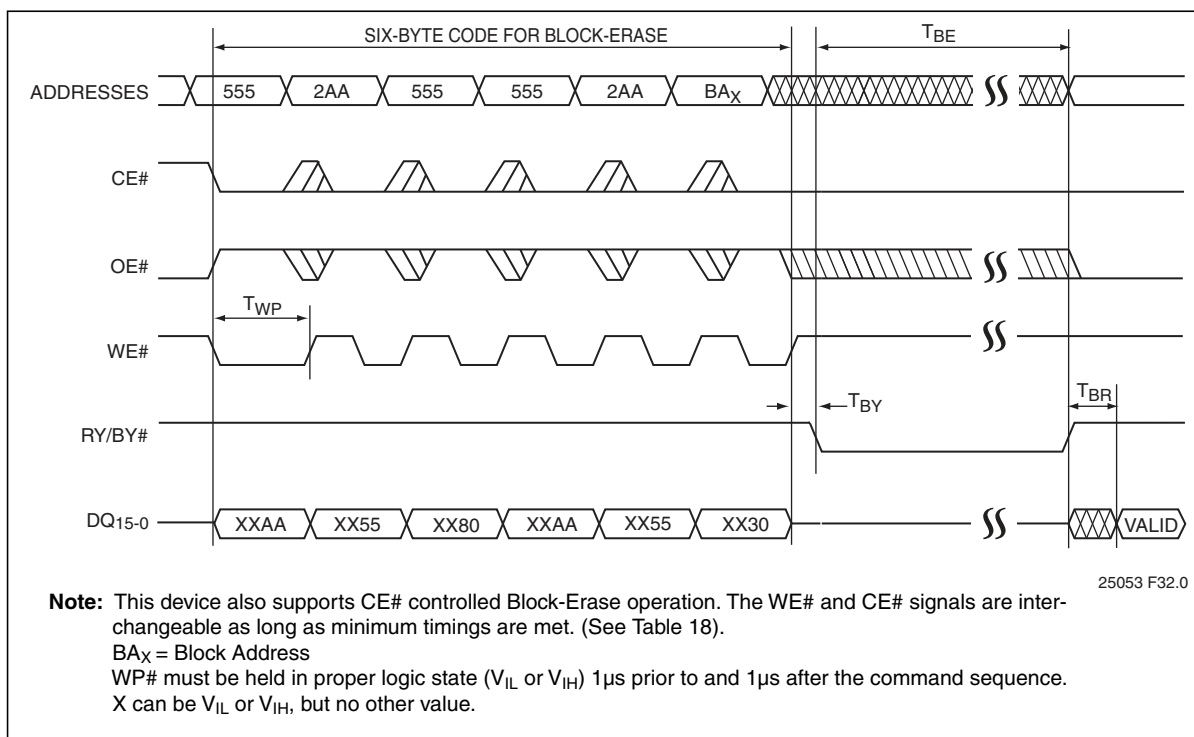 SIX-BYTE CODE FOR BLOCK-ERASE
TBE
ADDRESSES 555 2AA 555 555 2AA BAX
CE#
OE#
TWP
WE#
TBY
TBR
RY/BY#
DQ15-0 XXAA XX55 XX80 XXAA XX55 XX30 VALID
25053 F32.0
Note: This device also supports CE# controlled Block-Erase operation. The WE# and CE# signals are inter-
changeable as long as minimum timings are met. (See Table 18).
BAX = Block Address
WP# must be held in proper logic state (VIL or VIH) 1µs prior to and 1µs after the command sequence.
X can be VIL or VIH, but no other value.